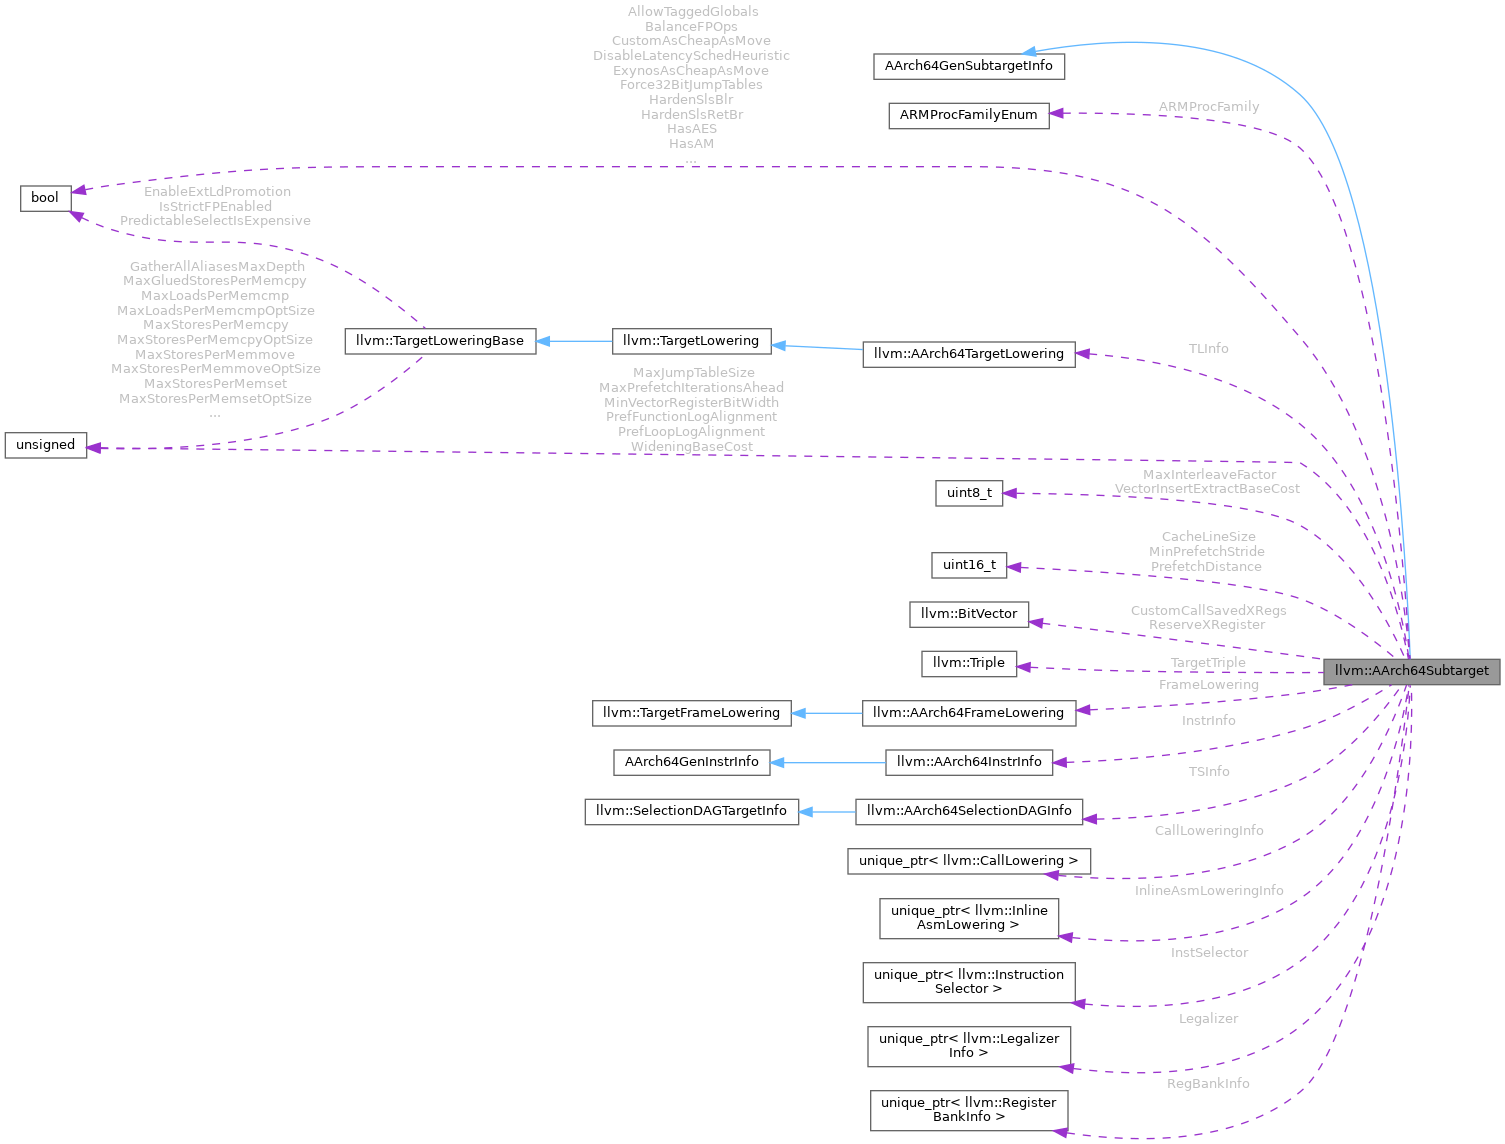 AllowTaggedGlobals
BalanceFPOps
CustomAsCheapAsMove
DisableLatencySchedHeuristic
ExynosAsCheapAsMove
Force32BitJumpTables
HardenSlsBlr
HardenSlsRetBr
HasAES
HasAM
...
AArch64GenSubtargetInfo
ARMProcFamily
ARMProcFamilyEnum
bool
EnableExtLdPromotion
IsStrictFPEnabled
PredictableSelectIsExpensive
GatherAllAliasesMaxDepth
MaxGluedStoresPerMemcpy
MaxLoadsPerMemcmp
MaxLoadsPerMemcmpOptSize
MaxStoresPerMemcpy
MaxStoresPerMemcpyOptSize
MaxStoresPerMemmove
MaxStoresPerMemmoveOptSize
MaxStoresPerMemset
MaxStoresPerMemsetOptSize
...
llvm::TargetLoweringBase
llvm::TargetLowering
llvm::AArch64TargetLowering
TLInfo
MaxJumpTableSize
MaxPrefetchIterationsAhead
MinVectorRegisterBitWidth
PrefFunctionLogAlignment
PrefLoopLogAlignment
WideningBaseCost
unsigned
MaxInterleaveFactor
VectorInsertExtractBaseCost
uint8_t
CacheLineSize
MinPrefetchStride
PrefetchDistance
uint16_t
CustomCallSavedXRegs
ReserveXRegister
llvm::BitVector
TargetTriple
llvm::Triple
llvm::AArch64Subtarget
FrameLowering
llvm::TargetFrameLowering
llvm::AArch64FrameLowering
InstrInfo
AArch64GenInstrInfo
llvm::AArch64InstrInfo
TSInfo
llvm::SelectionDAGTargetInfo
llvm::AArch64SelectionDAGInfo
CallLoweringInfo
unique_ptr< llvm::CallLowering >
InlineAsmLoweringInfo
unique_ptr< llvm::Inline
AsmLowering >
InstSelector
unique_ptr< llvm::Instruction
Selector >
Legalizer
unique_ptr< llvm::Legalizer
Info >
RegBankInfo
unique_ptr< llvm::Register
BankInfo >